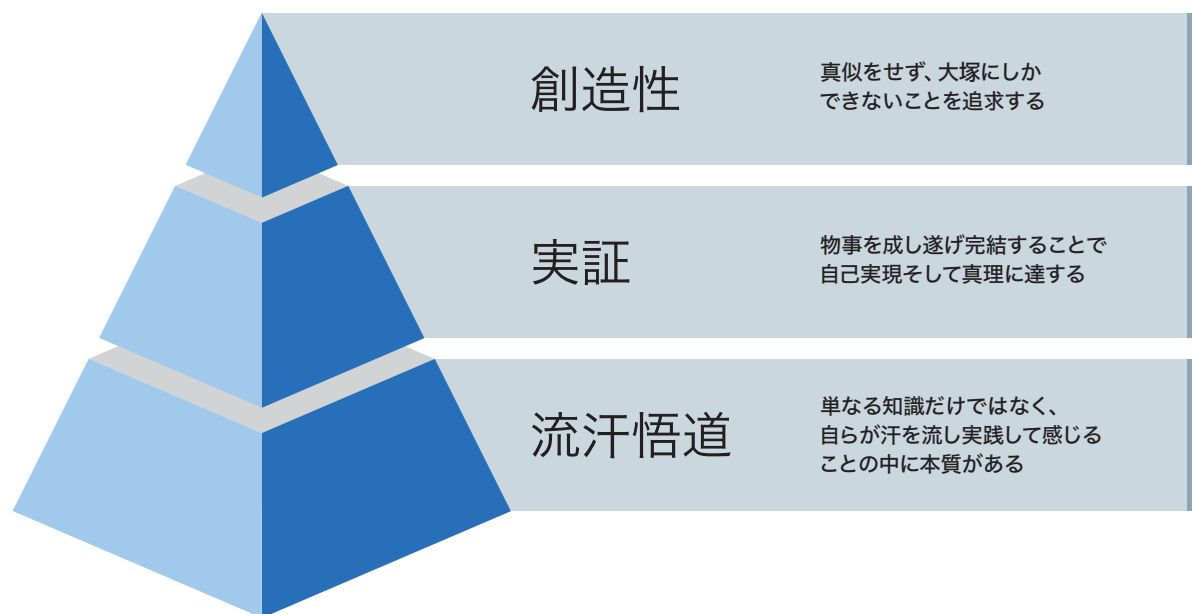 創造性
真似をせず、大塚にしか
できないことを追求する
実証
物事を成し遂げ完結することで
自己実現そして真理に達する
流汗悟道
単なる知識だけではなく、
自らが汗を流し実践して感じる
ことの中に本質がある